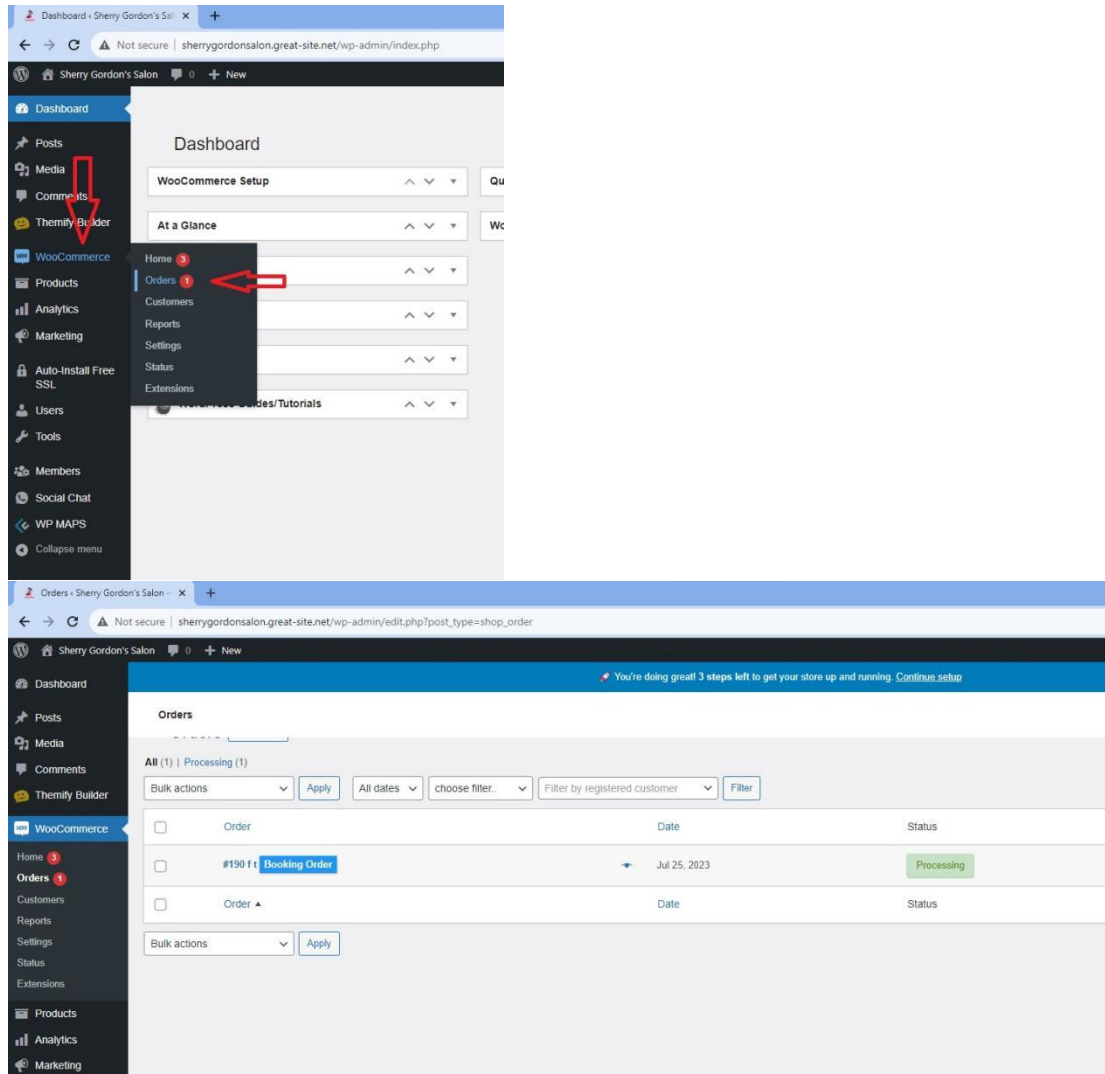 Dashboard ‹ Sherry Gordon's Sal
Not secure | sherrygordonsalon.great-site.net/wp-admin/index.php
Sherry Gordon's Salon 0 + New
Dashboard
Posts
Media
Comments
Themify Builder
WooCommerce
Products
Analytics
Marketing
Auto-Install Free
SSL
Users
Tools
Members
Social Chat
WP MAPS
Collapse menu
Dashboard
WooCommerce Setup
Qu
At a Glance
Wo
Home 3
Orders 1
Customers
Reports
Settings
Status
Extensions
des/Tutorials
Orders ‹ Sherry Gordon's Salon –
Not secure | sherrygordonsalon.great-site.net/wp-admin/edit.php?post_type=shop_order
Sherry Gordon's Salon 0 + New
You're doing great! 3 steps left to get your store up and running. Continue setup
Dashboard
Posts
Media
Comments
Themify Builder
WooCommerce
Home 3
Orders 1
Customers
Reports
Settings
Status
Extensions
Products
Analytics
Marketing
Orders
All (1) | Processing (1)
Bulk actions Apply All dates choose filter.. Filter by registered customer Filter
Order Date Status
#190 f t Booking Order Jul 25, 2023 Processing
Order Date Status
Bulk actions Apply